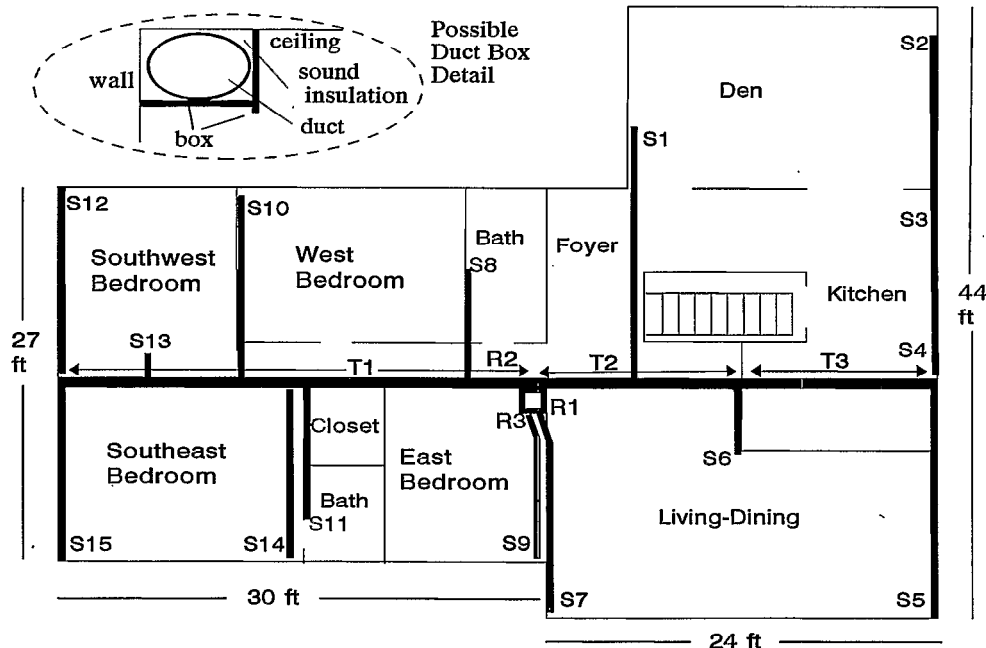 Possible
Duct Box
Detail
ceiling
sound
insulation
wall
duct
box
S2
Den
S1
S12
S10
Bath
S8
Foyer
S3
Southwest
Bedroom
West
Bedroom
Kitchen
44
ft
27
ft
S13
T1
R2
T2
T3
S4
R3
R1
Closet
Southeast
Bedroom
East
Bedroom
S6
Bath
S11
Living-Dining
S15
S14
S9
S7
S5
30 ft
24 ft